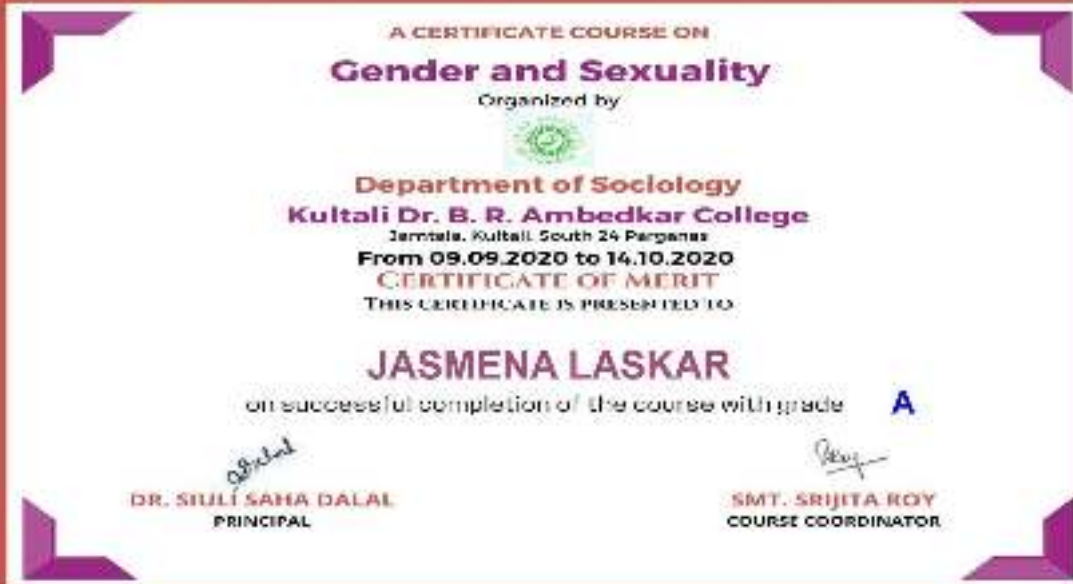 A CERTIFICATE COURSE ON
Gender and Sexuality
Organized by
Department of Sociology
Kultali Dr. B. R. Ambedkar College
Jamtala, Kultali, South 24 Parganas
From 09.09.2020 to 14.10.2020
CERTIFICATE OF MERIT
THIS CERTIFICATE IS PRESENTED TO
JASMENA LASKAR
on successful completion of the course with grade A
DR. SIULI SAHA DALAL
PRINCIPAL
SMT. SRIJITA ROY
COURSE COORDINATOR